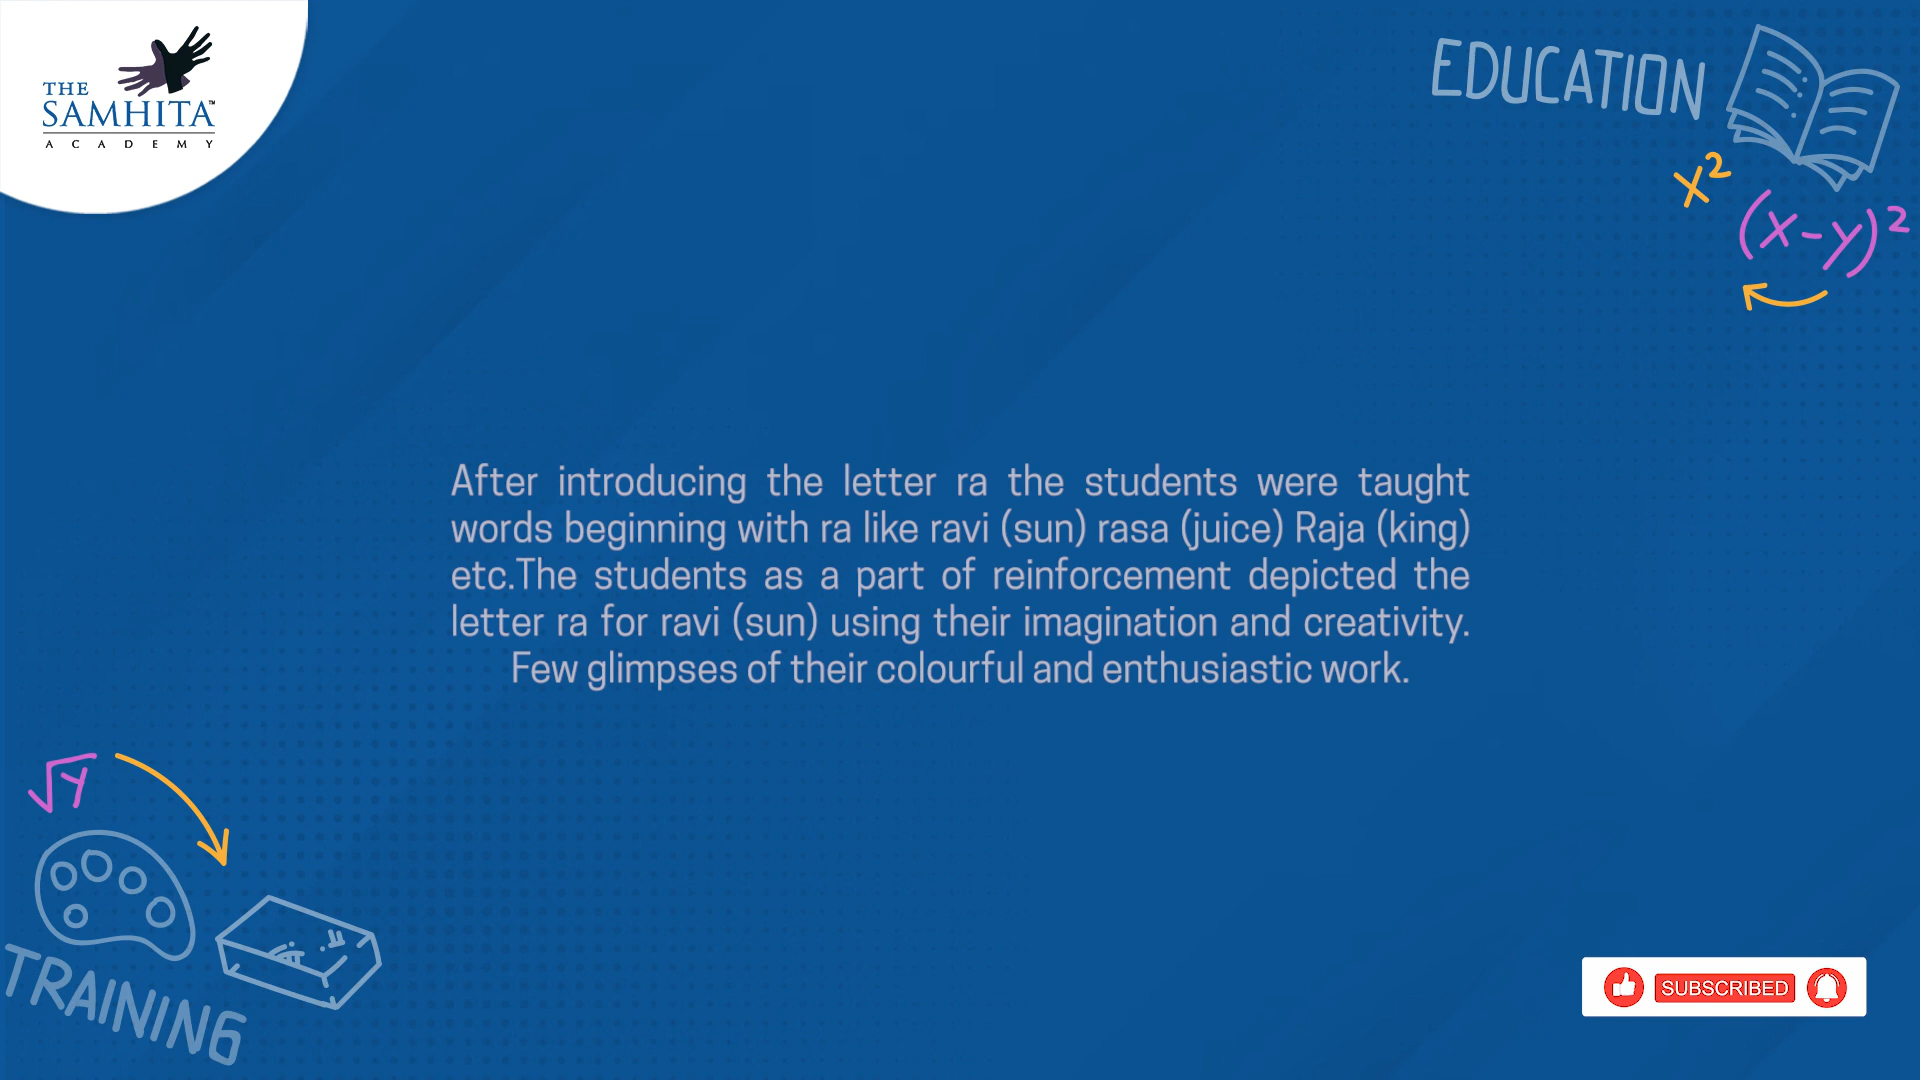 THE
SAMHITA™
ACADEMY
EDUCATION
x²
(x-y)²
After introducing the letter ra the students were taught
words beginning with ra like ravi (sun) rasa (juice) Raja (king)
etc.The students as a part of reinforcement depicted the
letter ra for ravi (sun) using their imagination and creativity.
Few glimpses of their colourful and enthusiastic work.
√y
TRAINING
SUBSCRIBED